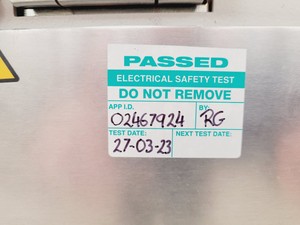 PASSED
ELECTRICAL SAFETY TEST
DO NOT REMOVE
APP I.D. BY:
02467924 RG
TEST DATE: NEXT TEST DATE:
27-03-23